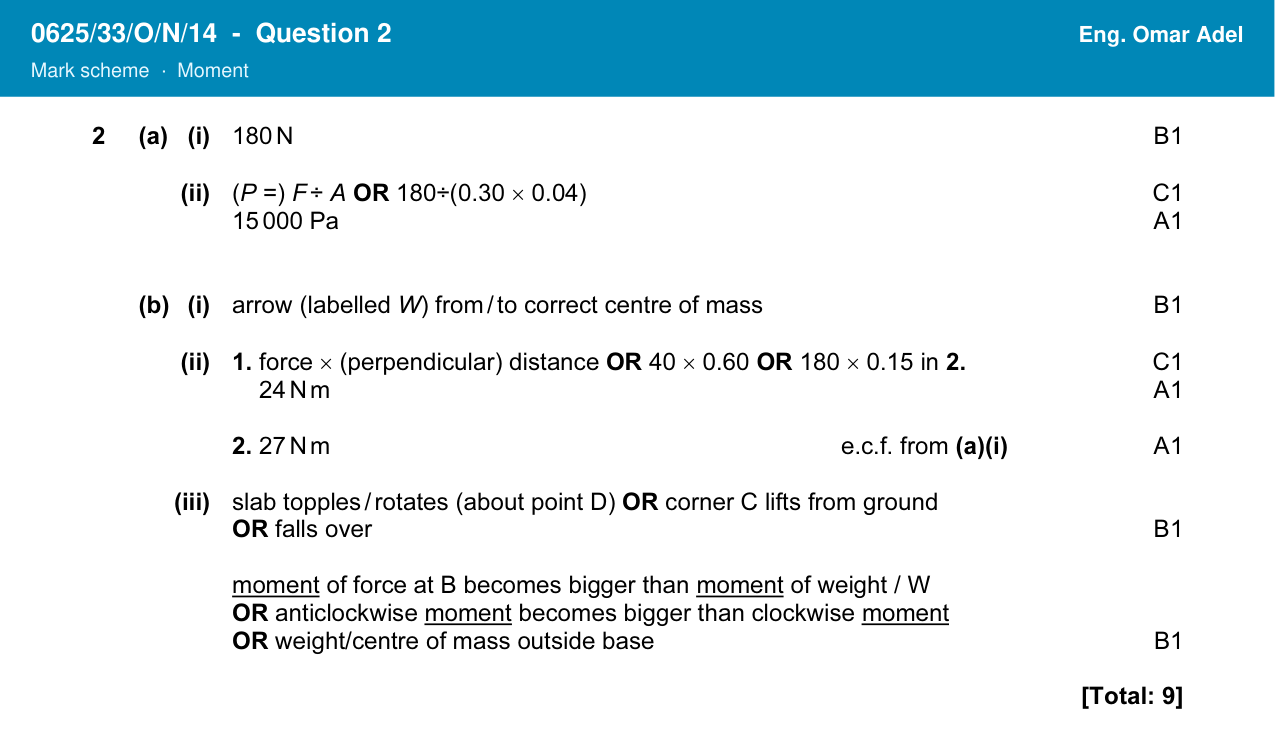 0625/33/O/N/14 - Question 2
Eng. Omar Adel
Mark scheme · Moment
2 (a) (i) 180 N B1
(ii) (P =) F ÷ A OR 180÷(0.30 × 0.04) C1
15 000 Pa A1
(b) (i) arrow (labelled W) from / to correct centre of mass B1
(ii) 1. force × (perpendicular) distance OR 40 × 0.60 OR 180 × 0.15 in 2. C1
24 N m A1
2. 27 N m e.c.f. from (a)(i) A1
(iii) slab topples / rotates (about point D) OR corner C lifts from ground
OR falls over B1
moment of force at B becomes bigger than moment of weight / W
OR anticlockwise moment becomes bigger than clockwise moment
OR weight/centre of mass outside base B1
[Total: 9]